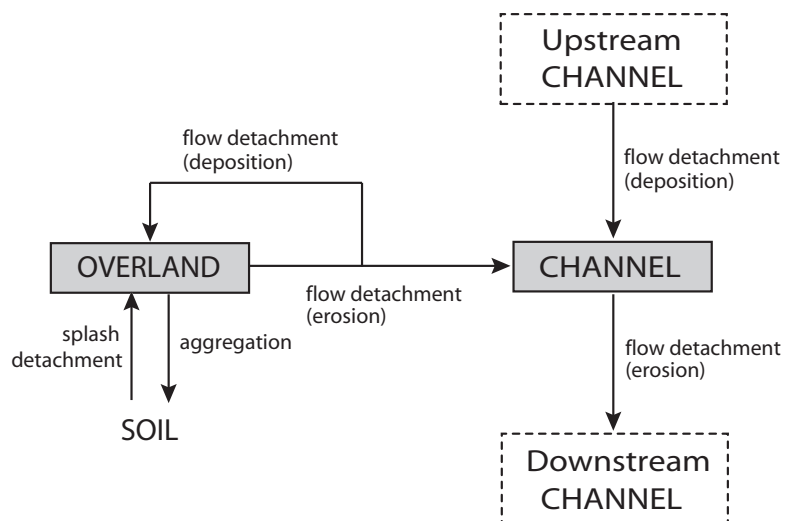 Upstream
CHANNEL
flow detachment
(deposition)
flow detachment
(deposition)
OVERLAND
CHANNEL
flow detachment
(erosion)
splash
detachment
aggregation
flow detachment
(erosion)
SOIL
Downstream
CHANNEL